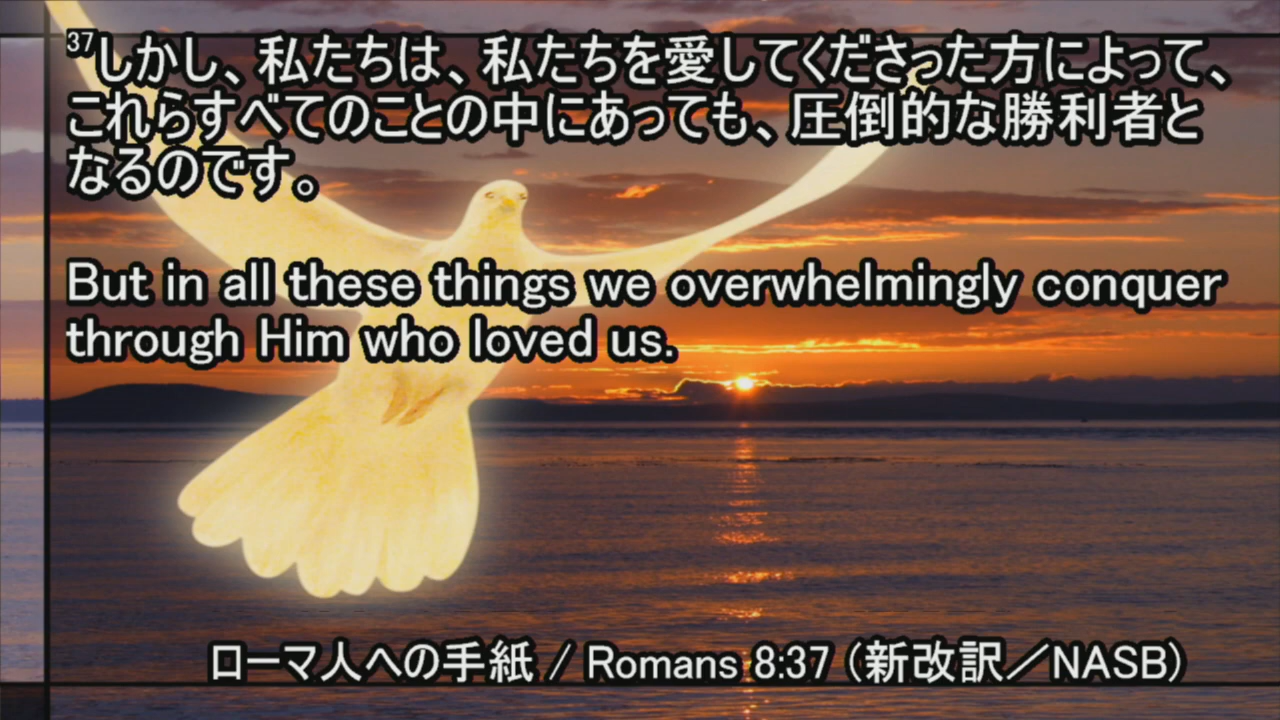 37しかし、私たちは、私たちを愛してくださった方によって、
これらすべてのことの中にあっても、圧倒的な勝利者と
なるのです。
But in all these things we overwhelmingly conquer
through Him who loved us.
ローマ人への手紙 / Romans 8:37 (新改訳／NASB)